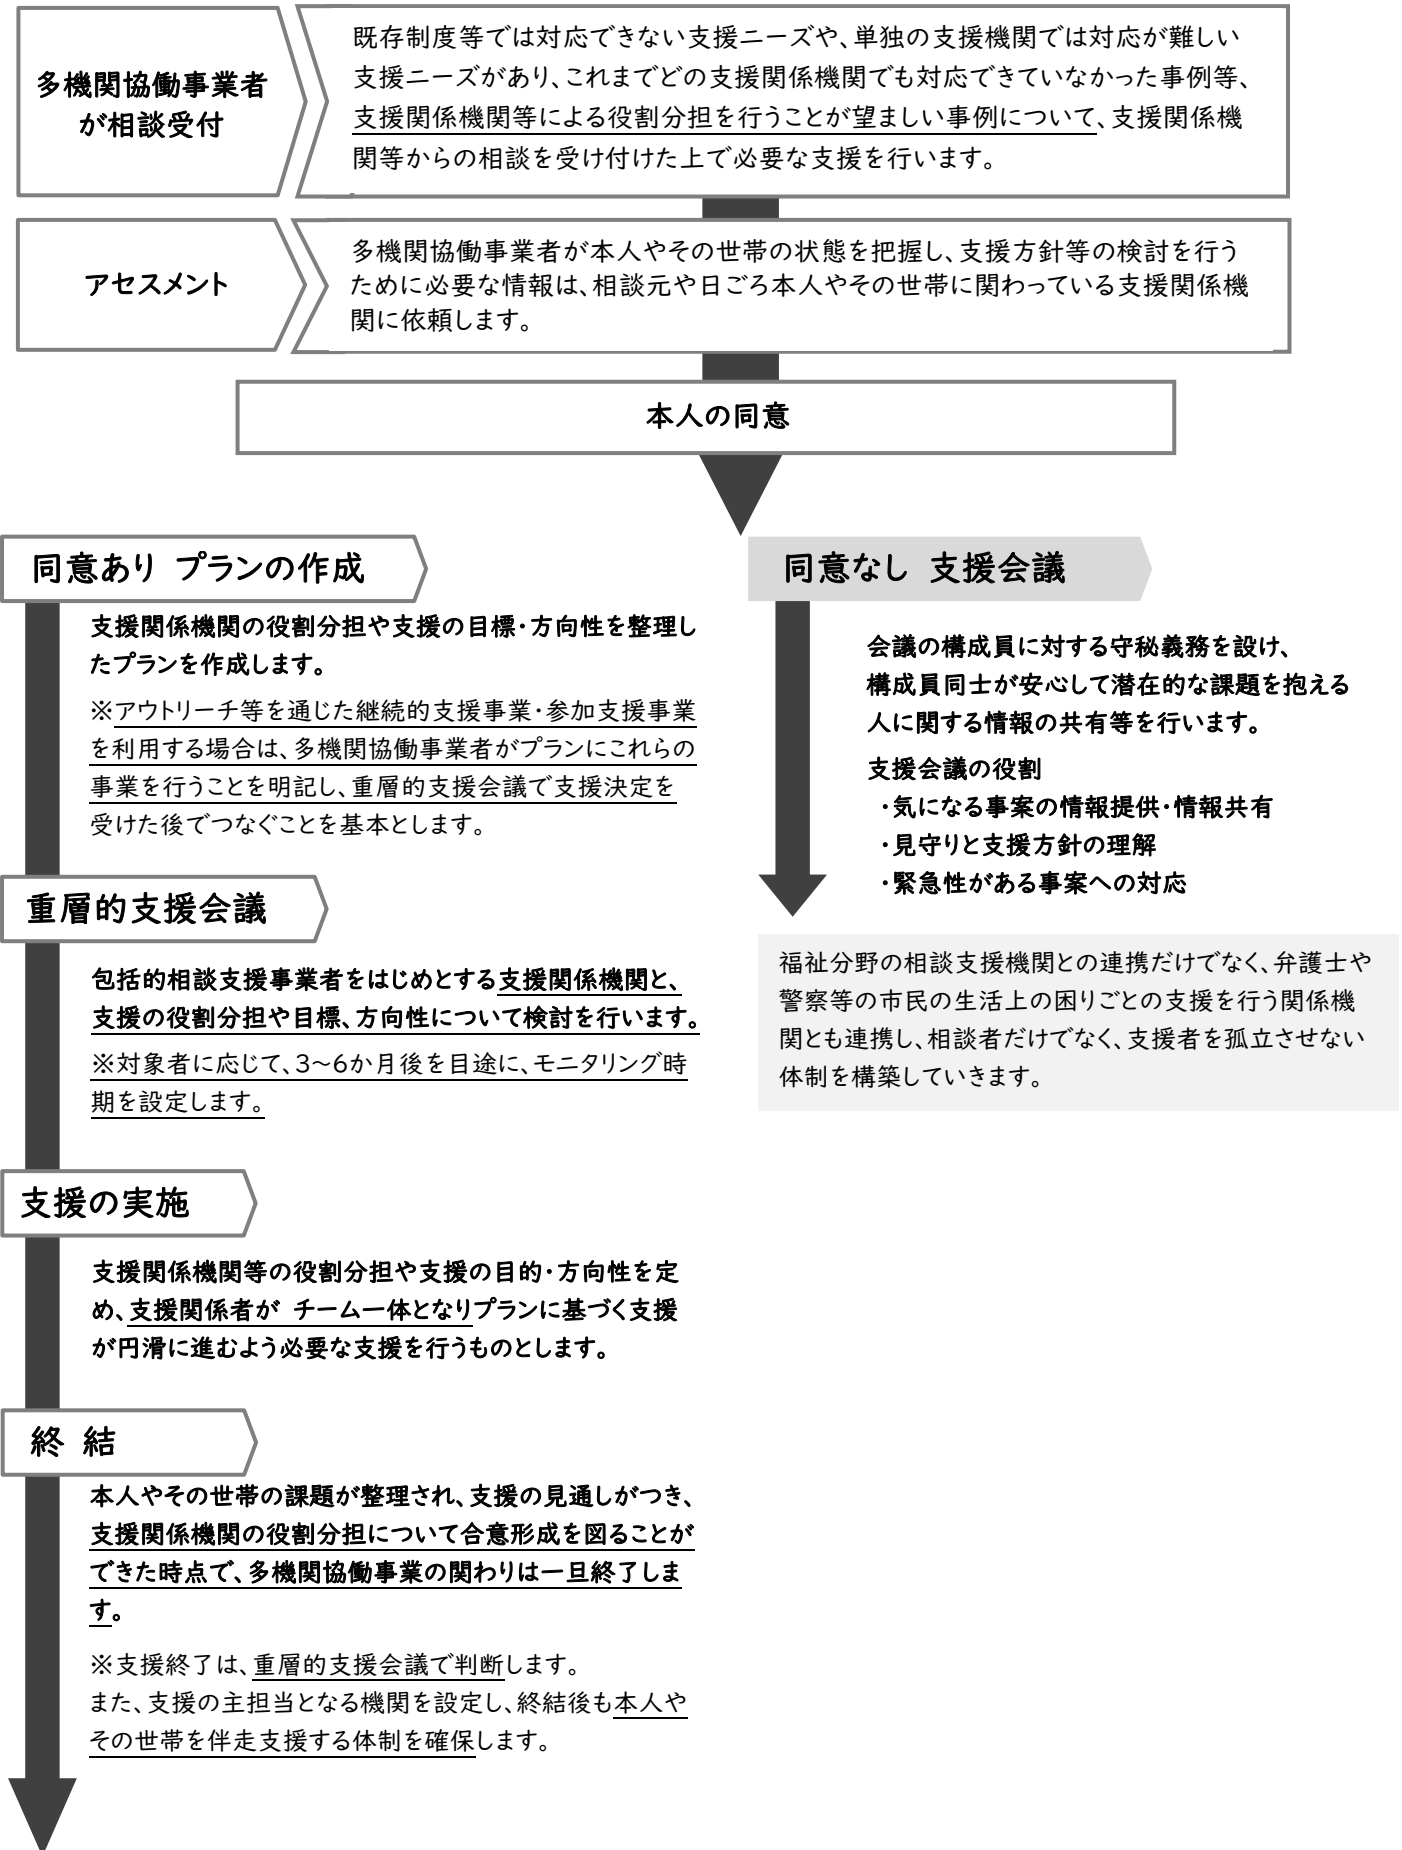 多機関協働事業者
が相談受付
既存制度等では対応できない支援ニーズや、単独の支援機関では対応が難しい
支援ニーズがあり、これまでどの支援関係機関でも対応できていなかった事例等、
支援関係機関等による役割分担を行うことが望ましい事例について、支援関係機
関等からの相談を受け付けた上で必要な支援を行います。
アセスメント
多機関協働事業者が本人やその世帯の状態を把握し、支援方針等の検討を行う
ために必要な情報は、相談元や日ごろ本人やその世帯に関わっている支援関係機
関に依頼します。
本人の同意
同意あり プランの作成
支援関係機関の役割分担や支援の目標・方向性を整理し
たプランを作成します。
※アウトリーチ等を通じた継続的支援事業・参加支援事業
を利用する場合は、多機関協働事業者がプランにこれらの
事業を行うことを明記し、重層的支援会議で支援決定を
受けた後でつなぐことを基本とします。
重層的支援会議
包括的相談支援事業者をはじめとする支援関係機関と、
支援の役割分担や目標、方向性について検討を行います。
※対象者に応じて、3～6か月後を目途に、モニタリング時
期を設定します。
支援の実施
支援関係機関等の役割分担や支援の目的・方向性を定
め、支援関係者が チーム一体となりプランに基づく支援
が円滑に進むよう必要な支援を行うものとします。
終 結
本人やその世帯の課題が整理され、支援の見通しがつき、
支援関係機関の役割分担について合意形成を図ることが
できた時点で、多機関協働事業の関わりは一旦終了しま
す。
※支援終了は、重層的支援会議で判断します。
また、支援の主担当となる機関を設定し、終結後も本人や
その世帯を伴走支援する体制を確保します。
同意なし 支援会議
会議の構成員に対する守秘義務を設け、
構成員同士が安心して潜在的な課題を抱える
人に関する情報の共有等を行います。
支援会議の役割
・気になる事案の情報提供・情報共有
・見守りと支援方針の理解
・緊急性がある事案への対応
福祉分野の相談支援機関との連携だけでなく、弁護士や
警察等の市民の生活上の困りごとの支援を行う関係機
関とも連携し、相談者だけでなく、支援者を孤立させない
体制を構築していきます。